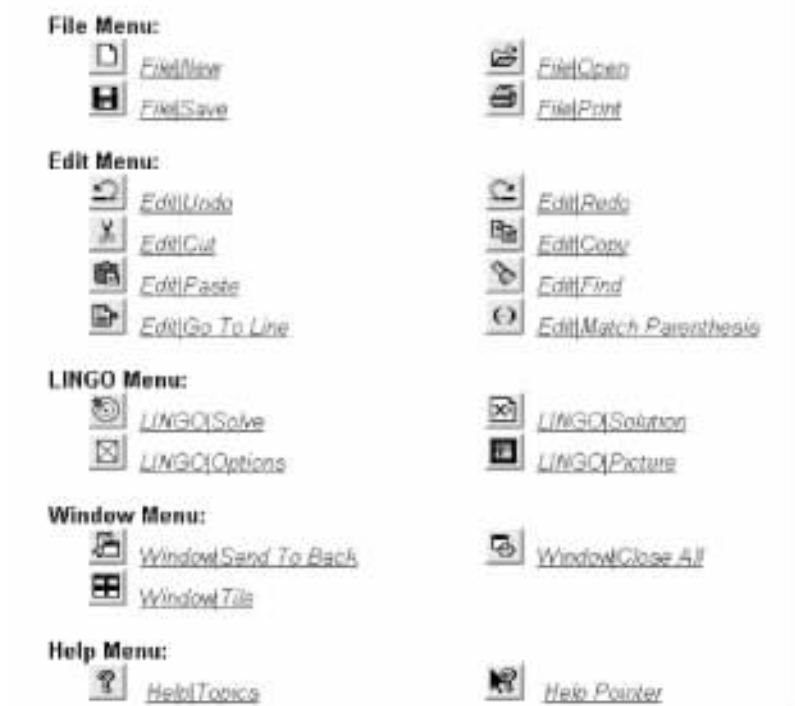 File Menu:
File|New File|Open
File|Save File|Print
Edit Menu:
Edit|Undo Edit|Redo
Edit|Cut Edit|Copy
Edit|Paste Edit|Find
Edit|Go To Line Edit|Match Parenthesis
LINGO Menu:
LINGO|Solve LINGO|Solution
LINGO|Options LINGO|Picture
Window Menu:
Window|Send To Back Window|Close All
Window|Tile
Help Menu:
Help|Topics Help Pointer